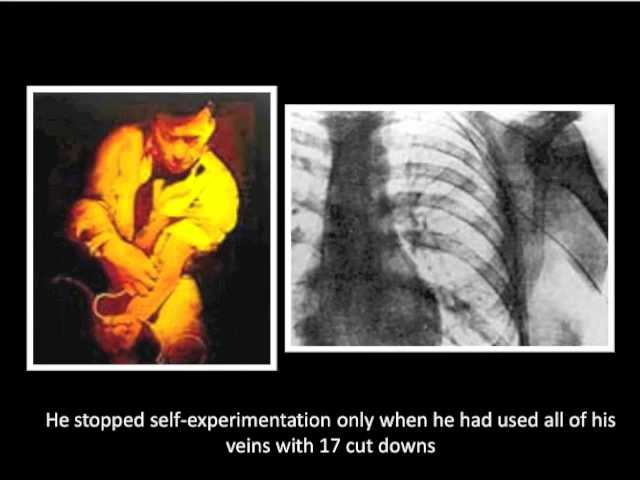 He stopped self-experimentation only when he had used all of his
veins with 17 cut downs